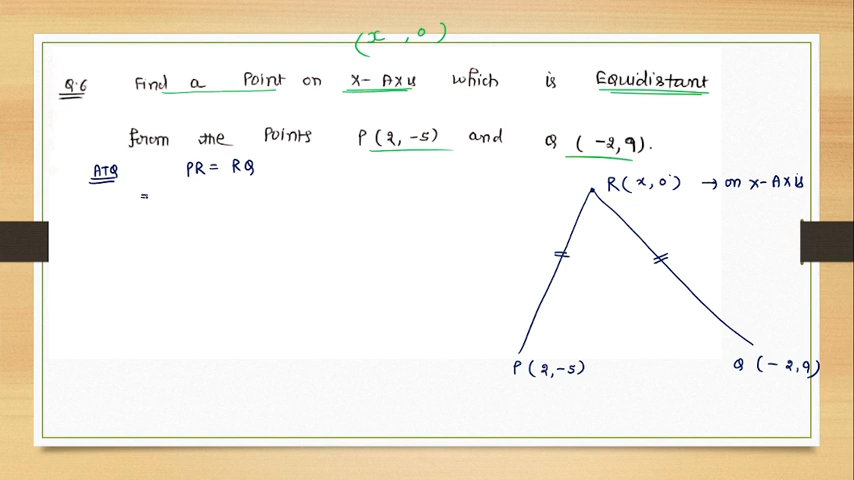 (x, 0)
Q.6 Find a Point on x-Axis which is Equidistant
from the Points P(2, -5) and Q (-2, 9).
ATQ PR = RQ
=
R(x, 0) → on x-Axis
P(2, -5)
Q (-2, 9)